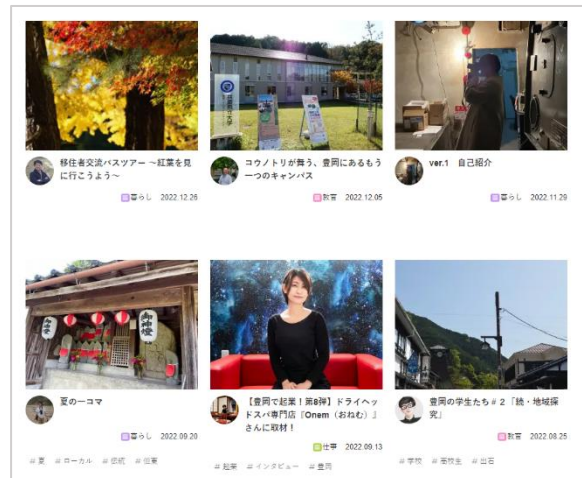 移住者交流バスツアー ～紅葉を見
に行こうよう～
暮らし 2022.12.26
コウノトリが舞う、豊岡にあるもう
一つのキャンパス
教育 2022.12.05
ver.1 自己紹介
暮らし 2022.11.29
御神燈
夏の一コマ
暮らし 2022.09.28
# 夏 # ローカル # 伝統 # 但東
【豊岡で起業！第8弾】ドライヘッ
ドスパ専門店『Onem（おねむ）』
さんに取材！
仕事 2022.09.13
# 起業 # インタビュー # 豊岡
豊岡の学生たち＃２「続・地域探
究」
教育 2022.08.25
# 学校 # 高校生 # 出石